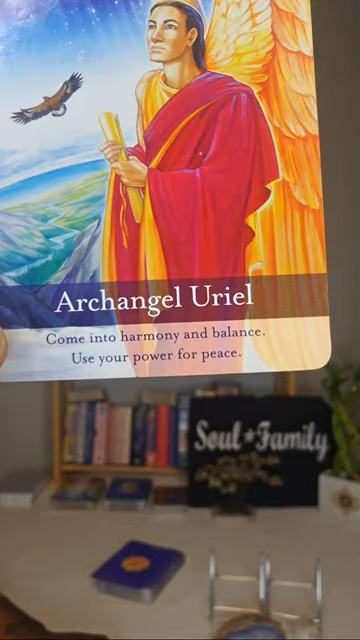 Archangel Uriel
Come into harmony and balance.
Use your power for peace.
Soul*Family